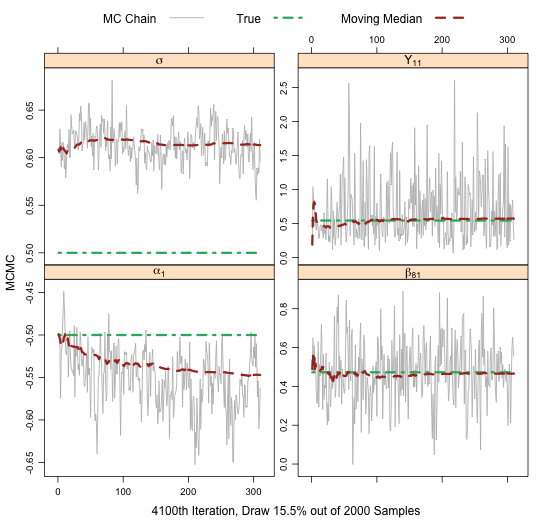 MC Chain True Moving Median
0 100 200 300
σ Υ11
0.50 0.55 0.60 0.65
0.0 0.5 1.0 1.5 2.0 2.5
MCMC
α1 β81
-0.65 -0.60 -0.55 -0.50 -0.45
0.0 0.2 0.4 0.6 0.8
0 100 200 300
4100th Iteration, Draw 15.5% out of 2000 Samples